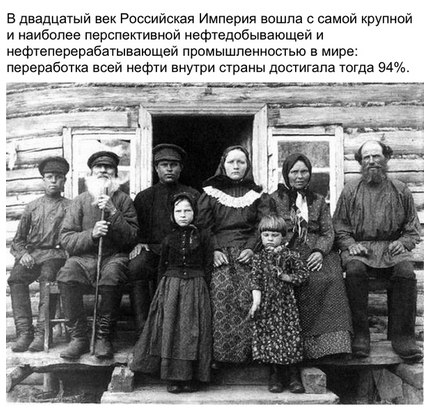 В двадцатый век Российская Империя вошла с самой крупной
и наиболее перспективной нефтедобывающей и
нефтеперерабатывающей промышленностью в мире:
переработка всей нефти внутри страны достигала тогда 94%.